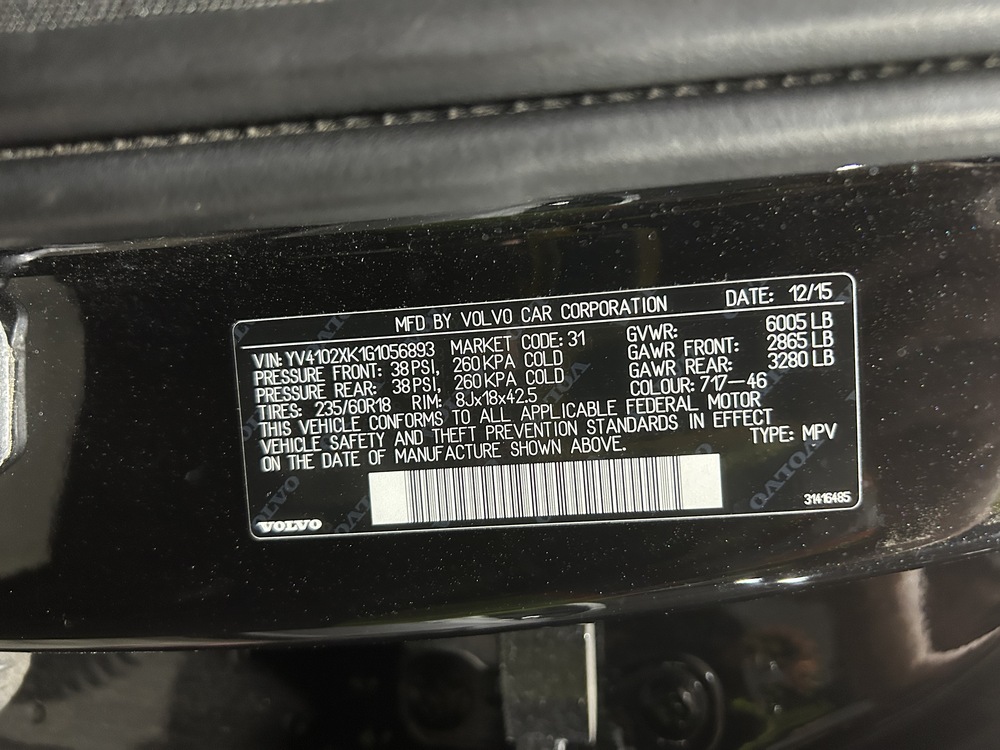 MFD BY VOLVO CAR CORPORATION DATE: 12/15
VIN: YV4102XK1G1056893 MARKET CODE: 31 GVWR: 6005 LB
PRESSURE FRONT: 38 PSI, 260 KPA COLD GAWR FRONT: 2865 LB
PRESSURE REAR: 38 PSI, 260 KPA COLD GAWR REAR: 3280 LB
TIRES: 235/60R18 RIM: 8Jx18x42.5 COLOUR: 717-46
THIS VEHICLE CONFORMS TO ALL APPLICABLE FEDERAL MOTOR
VEHICLE SAFETY AND THEFT PREVENTION STANDARDS IN EFFECT
ON THE DATE OF MANUFACTURE SHOWN ABOVE. TYPE: MPV
VOLVO 31416485